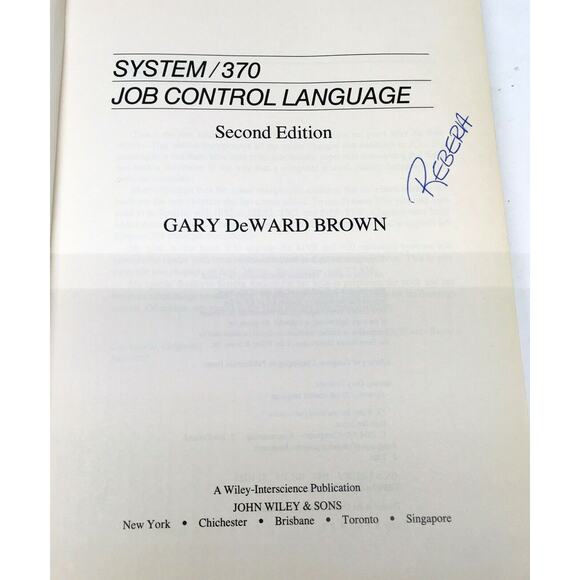 SYSTEM/370
JOB CONTROL LANGUAGE
Second Edition
REBERA
GARY DeWARD BROWN
A Wiley-Interscience Publication
JOHN WILEY & SONS
New York • Chichester • Brisbane • Toronto • Singapore